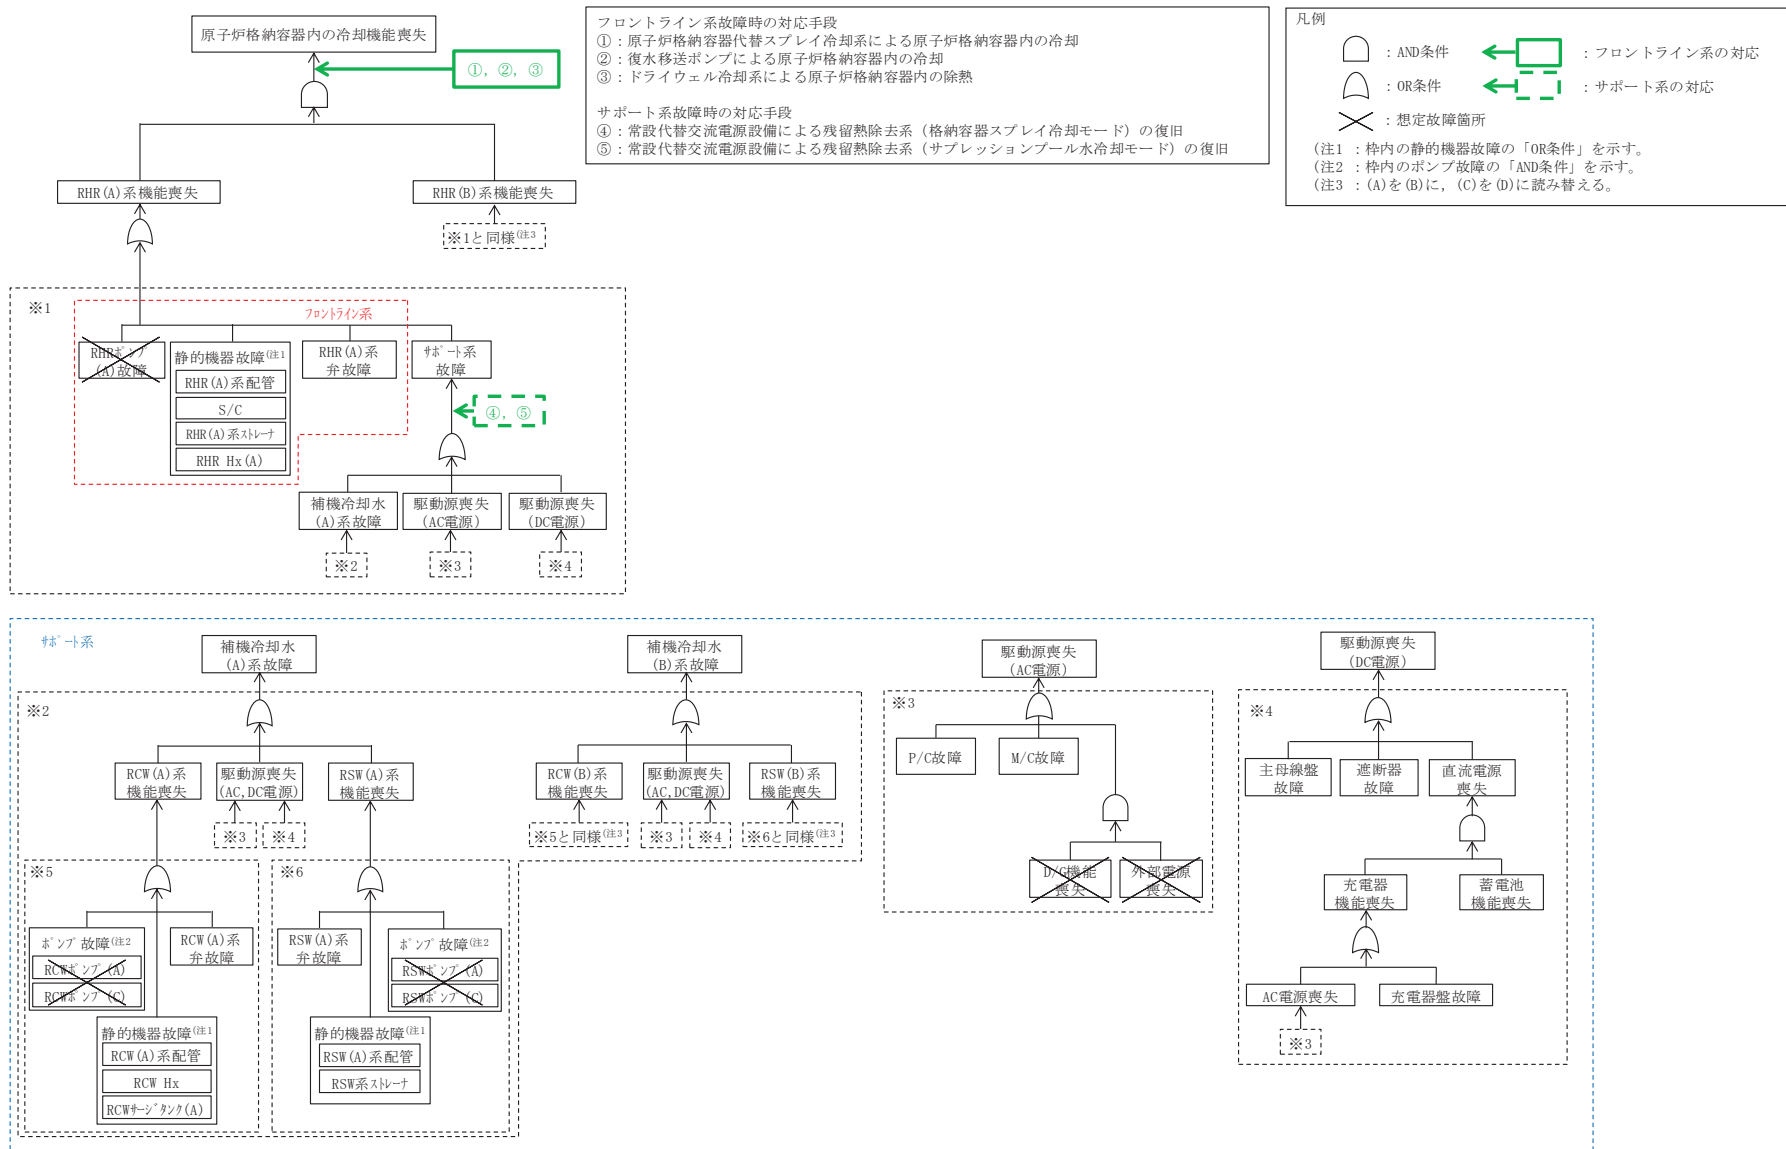 原子炉格納容器内の冷却機能喪失
①, ②, ③
フロントライン系故障時の対応手段
①：原子炉格納容器代替スプレイ冷却系による原子炉格納容器内の冷却
②：復水移送ポンプによる原子炉格納容器内の冷却
③：ドライウェル冷却系による原子炉格納容器内の除熱
サポート系故障時の対応手段
④：常設代替交流電源設備による残留熱除去系（格納容器スプレイ冷却モード）の復旧
⑤：常設代替交流電源設備による残留熱除去系（サプレッションプール水冷却モード）の復旧
凡例
：AND条件
：フロントライン系の対応
：OR条件
：サポート系の対応
：想定故障箇所
(注1 ：枠内の静的機器故障の「OR条件」を示す。
(注2 ：枠内のポンプ故障の「AND条件」を示す。
(注3 ：(A)を(B)に，(C)を(D)に読み替える。
RHR(A)系機能喪失
RHR(B)系機能喪失
※1と同様(注3
※1
フロントライン系
RHRポンプ
(A)故障
静的機器故障(注1
RHR(A)系配管
S/C
RHR(A)系ストレーナ
RHR Hx(A)
RHR(A)系
弁故障
サポート系
故障
④, ⑤
補機冷却水
(A)系故障
駆動源喪失
(AC電源)
駆動源喪失
(DC電源)
※2
※3
※4
サポート系
補機冷却水
(A)系故障
補機冷却水
(B)系故障
駆動源喪失
(AC電源)
駆動源喪失
(DC電源)
※2
RCW(A)系
機能喪失
駆動源喪失
(AC,DC電源)
RSW(A)系
機能喪失
※3
※4
RCW(B)系
機能喪失
駆動源喪失
(AC,DC電源)
RSW(B)系
機能喪失
※5と同様(注3
※3
※4
※6と同様(注3
※3
P/C故障
M/C故障
D/G機能
喪失
外部電源
喪失
※4
主母線盤
故障
遮断器
故障
直流電源
喪失
充電器
機能喪失
蓄電池
機能喪失
AC電源喪失
充電器盤故障
※3
※5
ポンプ故障(注2
RCWポンプ(A)
RCWポンプ(C)
RCW(A)系
弁故障
静的機器故障(注1
RCW(A)系配管
RCW Hx
RCWサージタンク(A)
※6
RSW(A)系
弁故障
ポンプ故障(注2
RSWポンプ(A)
RSWポンプ(C)
静的機器故障(注1
RSW(A)系配管
RSW系ストレーナ